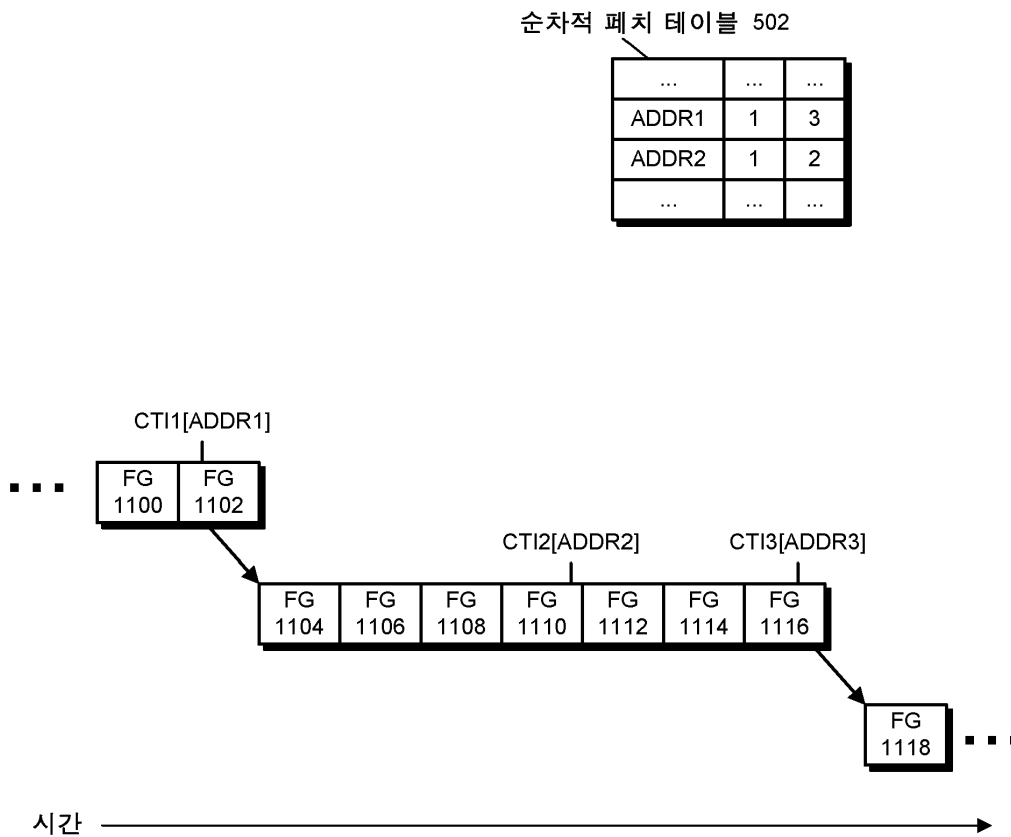 순차적 페치 테이블 502
... ... ...
ADDR1 1 3
ADDR2 1 2
... ... ...
CTI1[ADDR1]
FG 1100
FG 1102
CTI2[ADDR2]
CTI3[ADDR3]
FG 1104
FG 1106
FG 1108
FG 1110
FG 1112
FG 1114
FG 1116
FG 1118
시간